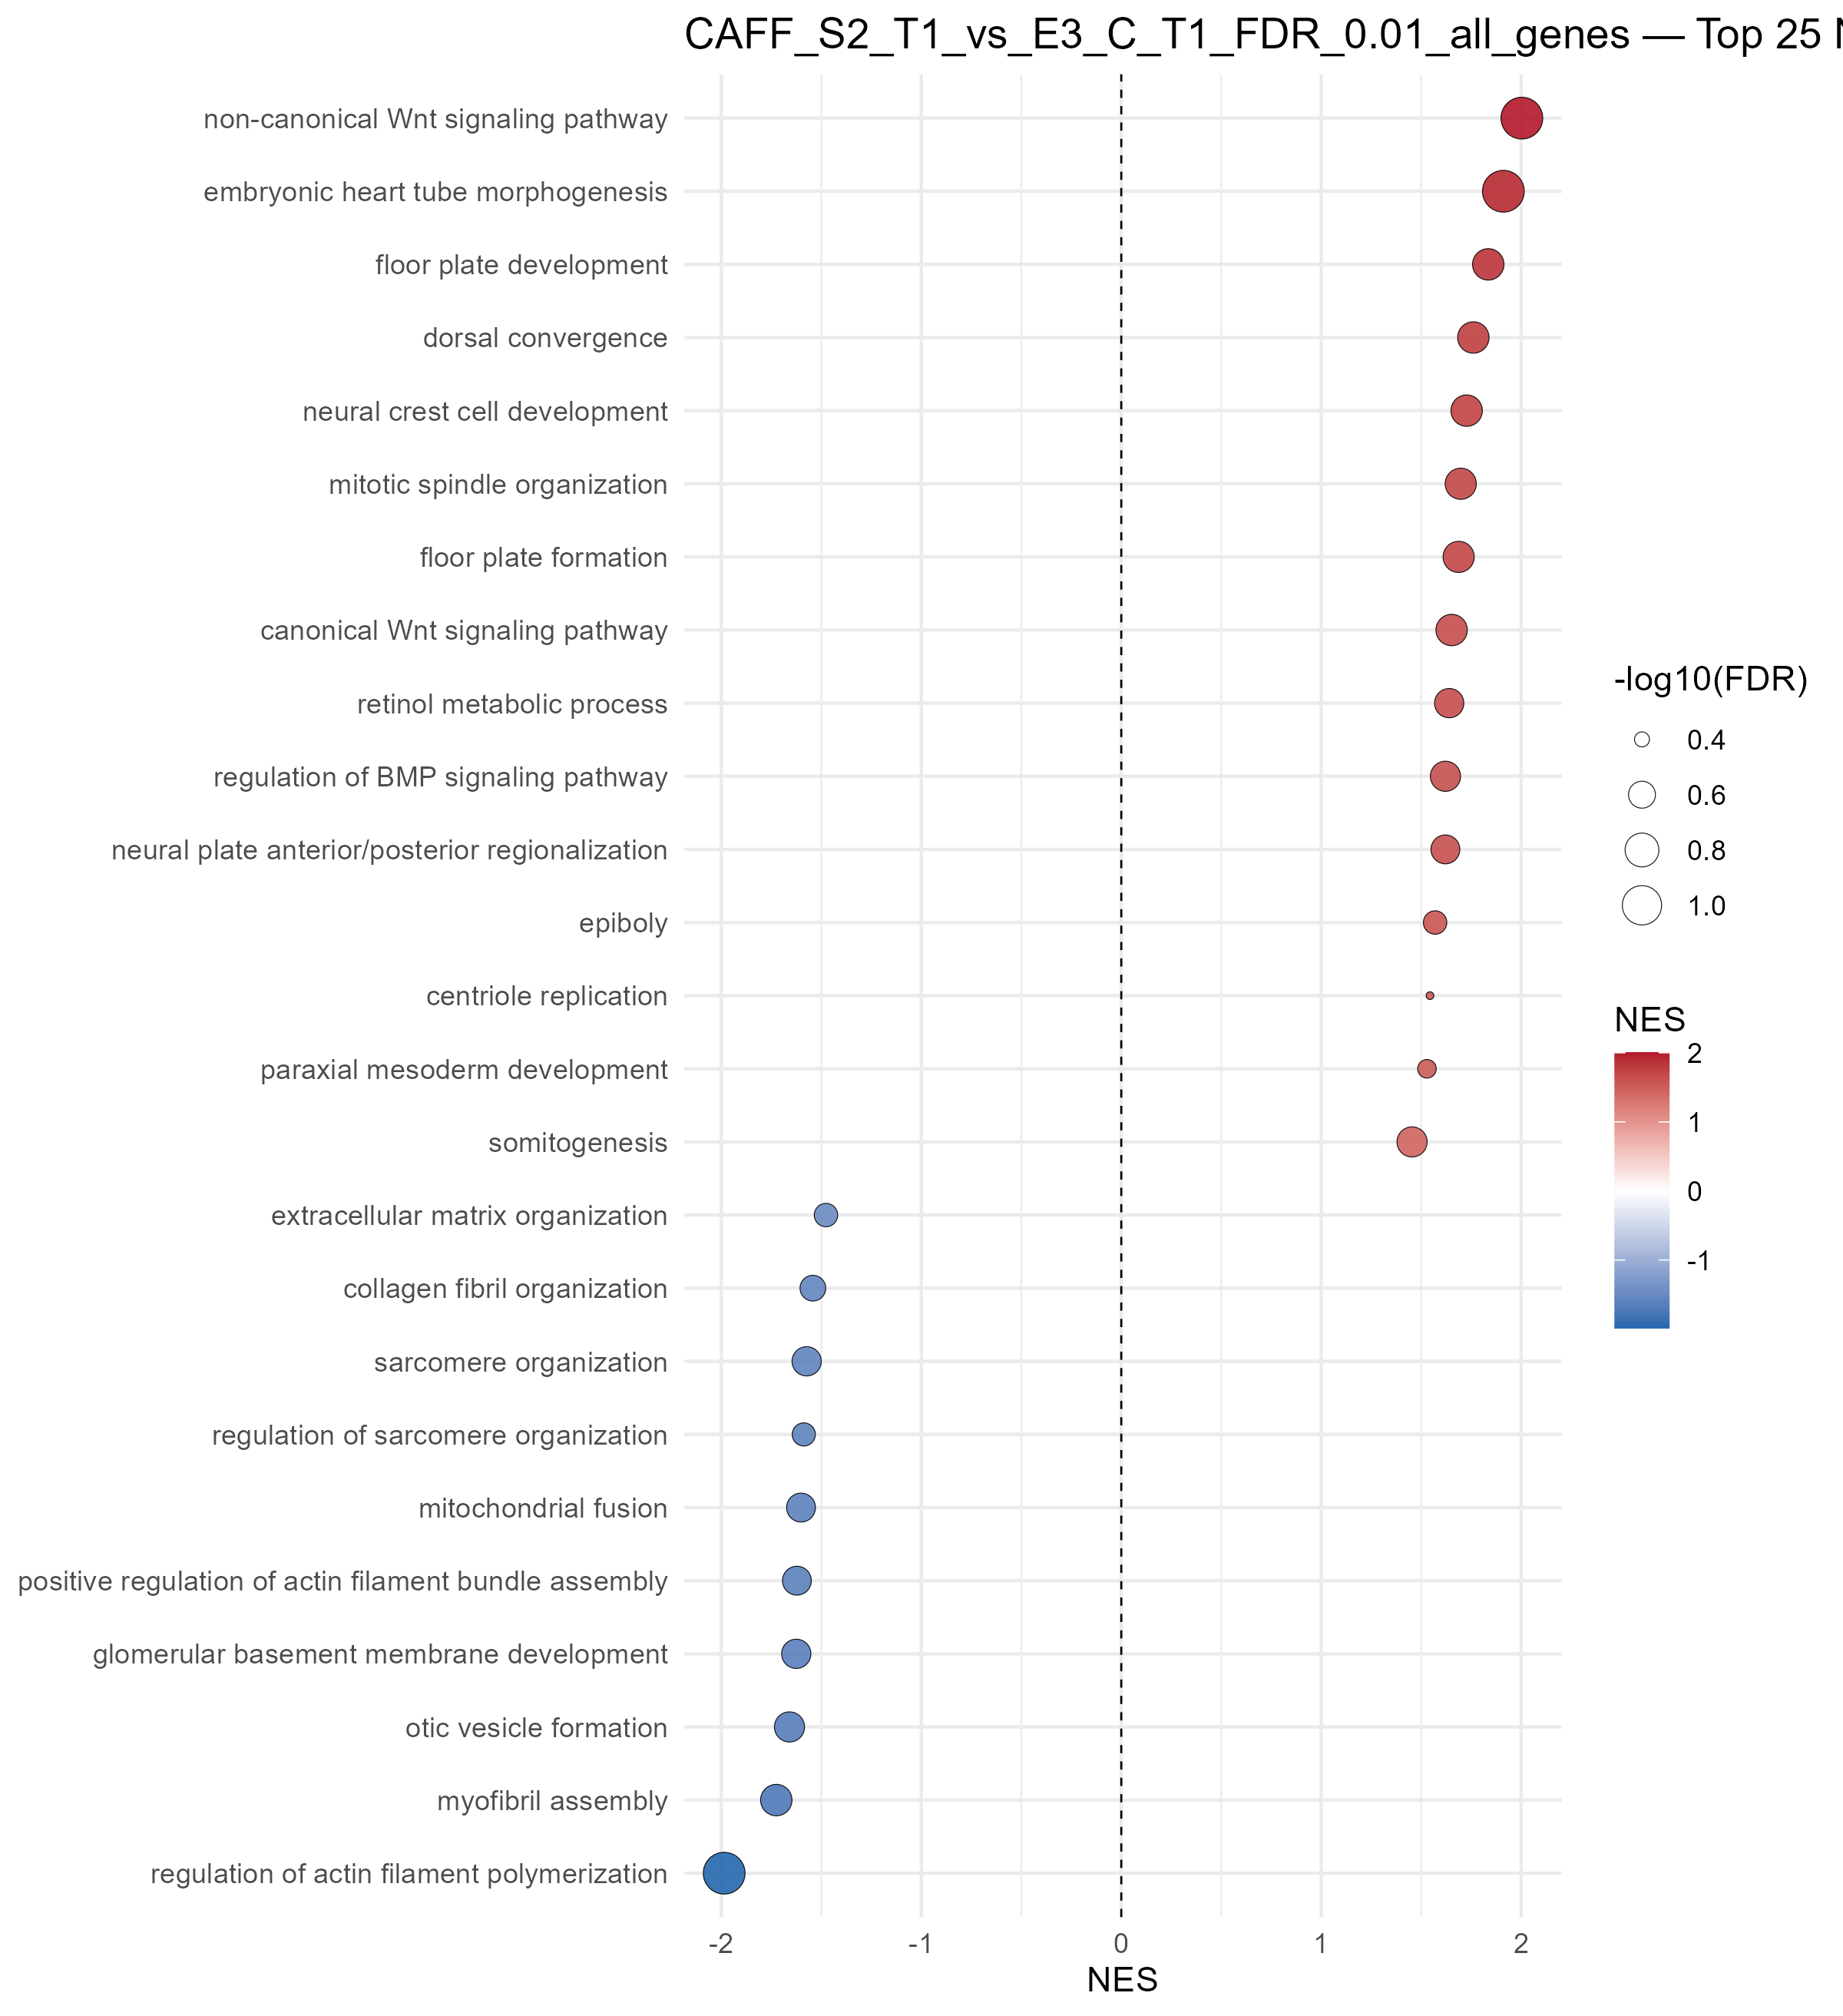 CAFF_S2_T1_vs_E3_C_T1_FDR_0.01_all_genes — Top 25 N
non-canonical Wnt signaling pathway
embryonic heart tube morphogenesis
floor plate development
dorsal convergence
neural crest cell development
mitotic spindle organization
floor plate formation
canonical Wnt signaling pathway
retinol metabolic process
regulation of BMP signaling pathway
neural plate anterior/posterior regionalization
epiboly
centriole replication
paraxial mesoderm development
somitogenesis
extracellular matrix organization
collagen fibril organization
sarcomere organization
regulation of sarcomere organization
mitochondrial fusion
positive regulation of actin filament bundle assembly
glomerular basement membrane development
otic vesicle formation
myofibril assembly
regulation of actin filament polymerization
-2 -1 0 1 2
NES
-log10(FDR)
0.4
0.6
0.8
1.0
NES
2
1
0
-1